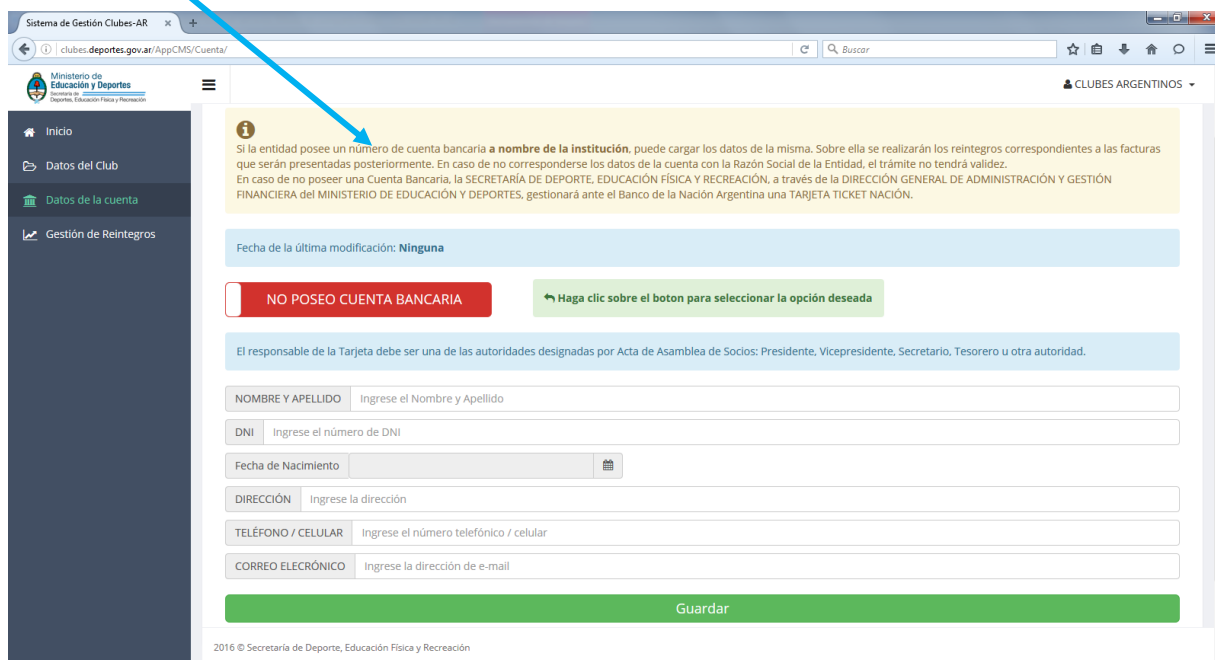 Sistema de Gestión Clubes-AR
clubes.deportes.gov.ar/AppCMS/Cuenta/
Buscar
Ministerio de
Educación y Deportes
Secretaría de
Deportes, Educación Física y Recreación
CLUBES ARGENTINOS
Inicio
Datos del Club
Datos de la cuenta
Gestión de Reintegros
Si la entidad posee un número de cuenta bancaria a nombre de la institución, puede cargar los datos de la misma. Sobre ella se realizarán los reintegros correspondientes a las facturas
que serán presentadas posteriormente. En caso de no corresponderse los datos de la cuenta con la Razón Social de la Entidad, el trámite no tendrá validez.
En caso de no poseer una Cuenta Bancaria, la SECRETARÍA DE DEPORTE, EDUCACIÓN FÍSICA Y RECREACIÓN, a través de la DIRECCIÓN GENERAL DE ADMINISTRACIÓN Y GESTIÓN
FINANCIERA del MINISTERIO DE EDUCACIÓN Y DEPORTES, gestionará ante el Banco de la Nación Argentina una TARJETA TICKET NACIÓN.
Fecha de la última modificación: Ninguna
NO POSEO CUENTA BANCARIA
Haga clic sobre el boton para seleccionar la opción deseada
El responsable de la Tarjeta debe ser una de las autoridades designadas por Acta de Asamblea de Socios: Presidente, Vicepresidente, Secretario, Tesorero u otra autoridad.
NOMBRE Y APELLIDO Ingrese el Nombre y Apellido
DNI Ingrese el número de DNI
Fecha de Nacimiento
DIRECCIÓN Ingrese la dirección
TELÉFONO / CELULAR Ingrese el número telefónico / celular
CORREO ELECRÓNICO Ingrese la dirección de e-mail
Guardar
2016 © Secretaría de Deporte, Educación Física y Recreación